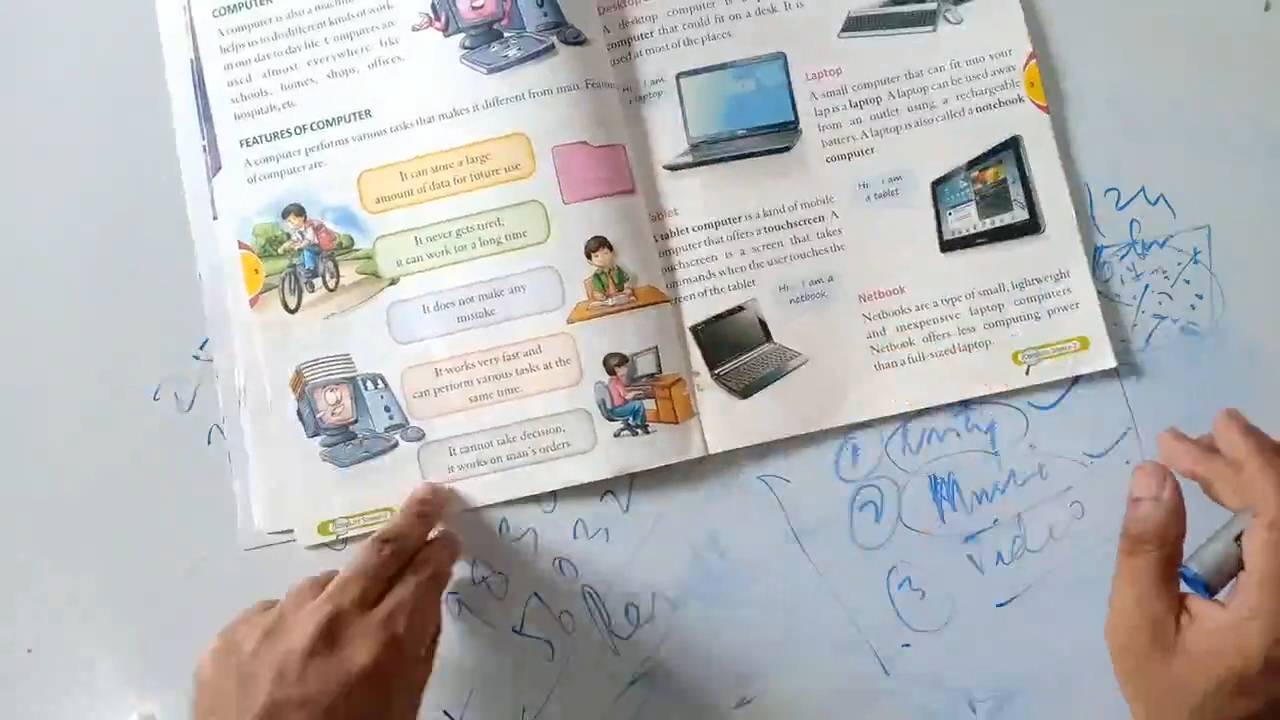 COMPUTER
A computer is also a machine
helps us to do different kinds of work
in our day to day life. Computers are
used almost everywhere like
schools, homes, shops, offices,
hospitals, etc.
FEATURES OF COMPUTER
A computer performs various tasks that makes it different from man. Features
of computer are.
It can store a large
amount of data for future use
It never gets tired,
it can work for a long time
It does not make any
mistake
It works very fast and
can perform various tasks at the
same time.
It cannot take decision,
it works on man's orders
Computer Science-2
Desktop
A desktop computer is
computer that could fit on a desk. It is
used at most of the places.
Hi I am
laptop
Laptop
A small computer that can fit into your
lap is a laptop. A laptop can be used away
from an outlet using a rechargeable
battery. A laptop is also called a notebook
computer
Hi I am
a tablet
Tablet
tablet computer is a kind of mobile
computer that offers a touchscreen. A
touchscreen is a screen that takes
commands when the user touches the
screen of the tablet
Hi I am a
netbook
Netbook
Netbooks are a type of small, lightweight
and inexpensive laptop computers
Netbook offers less computing power
than a full-sized laptop.
Computer Science-2
1
2 Music
3 Video